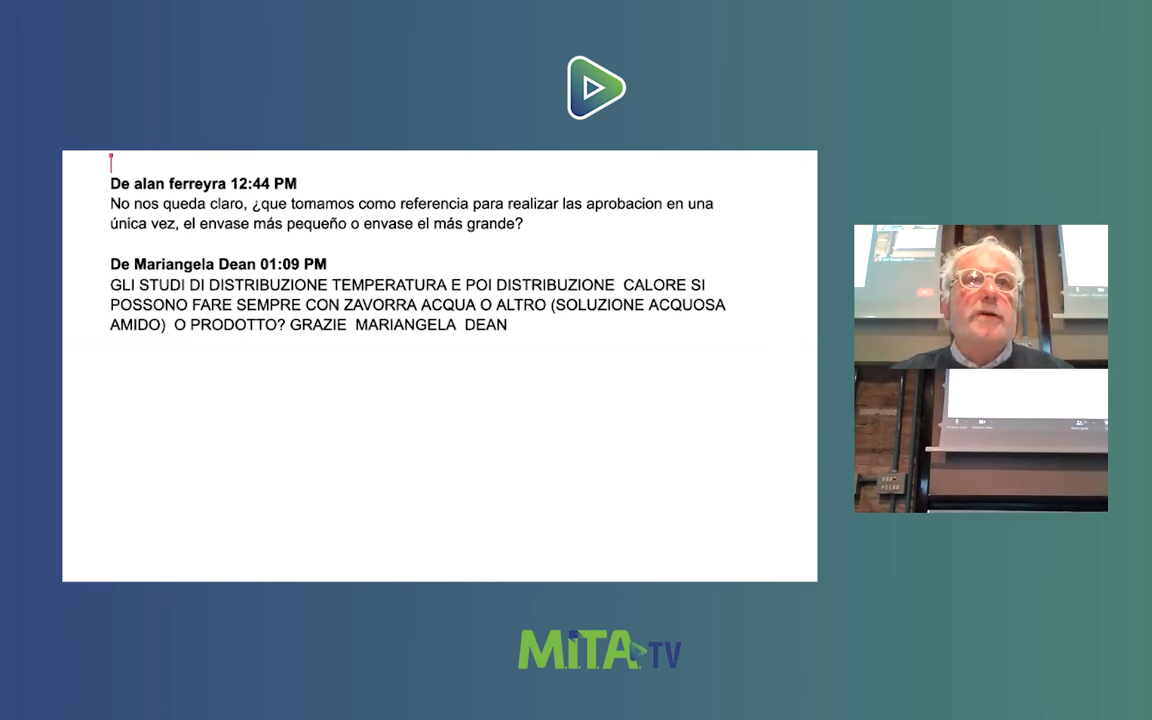 De alan ferreyra 12:44 PM
No nos queda claro, ¿que tomamos como referencia para realizar las aprobacion en una
única vez, el envase más pequeño o envase el más grande?
De Mariangela Dean 01:09 PM
GLI STUDI DI DISTRIBUZIONE TEMPERATURA E POI DISTRIBUZIONE  CALORE SI
POSSONO FARE SEMPRE CON ZAVORRA ACQUA O ALTRO (SOLUZIONE ACQUOSA
AMIDO)  O PRODOTTO? GRAZIE  MARIANGELA  DEAN
M.I.T.A. TV